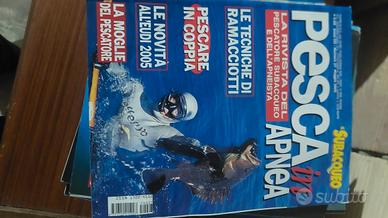 IL SUBACQUEO
PESCA in
APNEA
LA RIVISTA DEL
PESCATORE SUBACQUEO
E DELL'APNEISTA
LE TECNICHE DI
RAMACCIOTTI
PESCARE
IN COPPIA
LE NOVITÀ
ALL'EUDI 2005
LA MOGLIE
DEL PESCATORE
subito